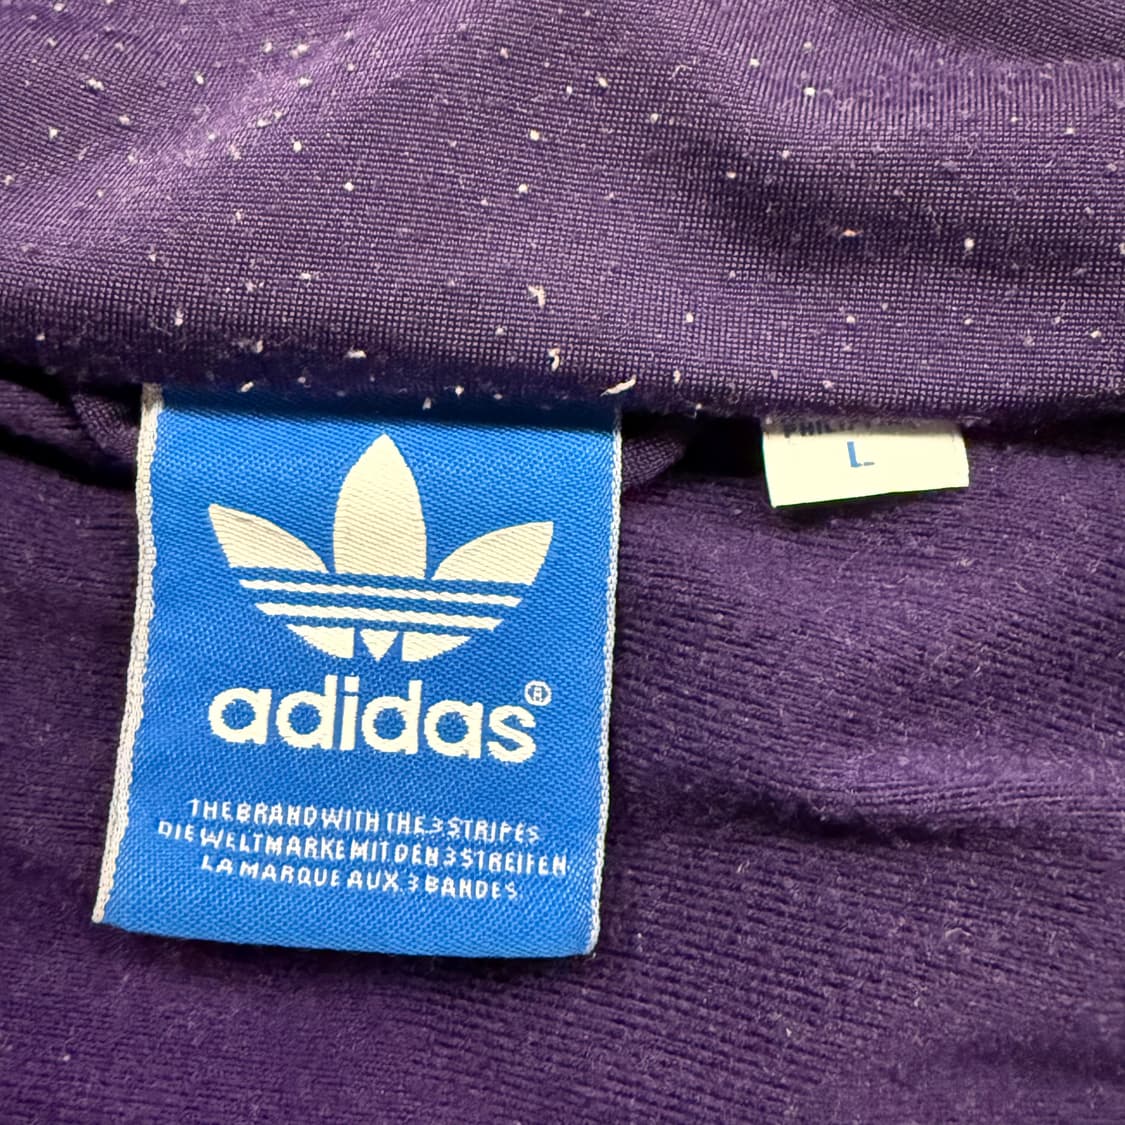 adidas®
THE BRAND WITH THE 3 STRIPES
DIE WELTMARKE MIT DEN 3 STREIFEN
LA MARQUE AUX 3 BANDES
L